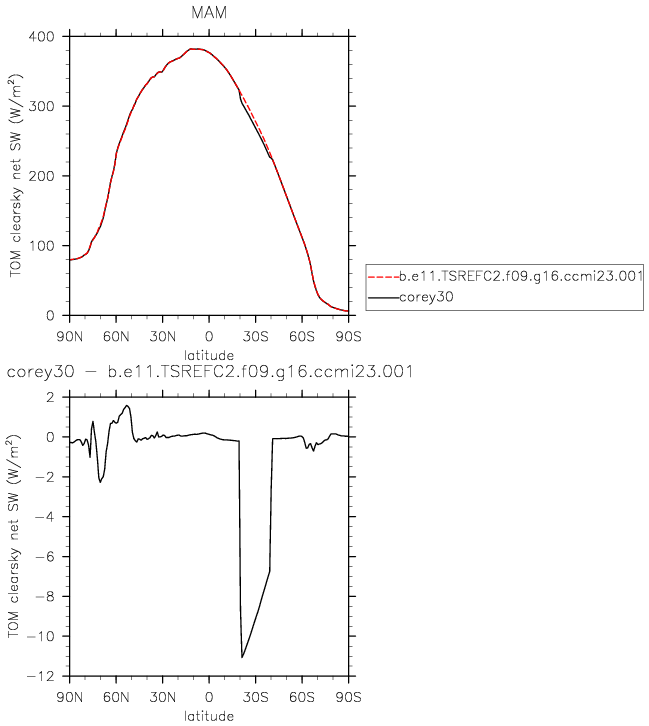 MAM
TOM clearsky net SW (W/m²)
400
300
200
100
0
90N 60N 30N 0 30S 60S 90S
latitude
b.e11.TSREFC2.f09.g16.ccmi23.001
corey30
corey30 – b.e11.TSREFC2.f09.g16.ccmi23.001
TOM clearsky net SW (W/m²)
2
0
−2
−4
−6
−8
−10
−12
90N 60N 30N 0 30S 60S 90S
latitude